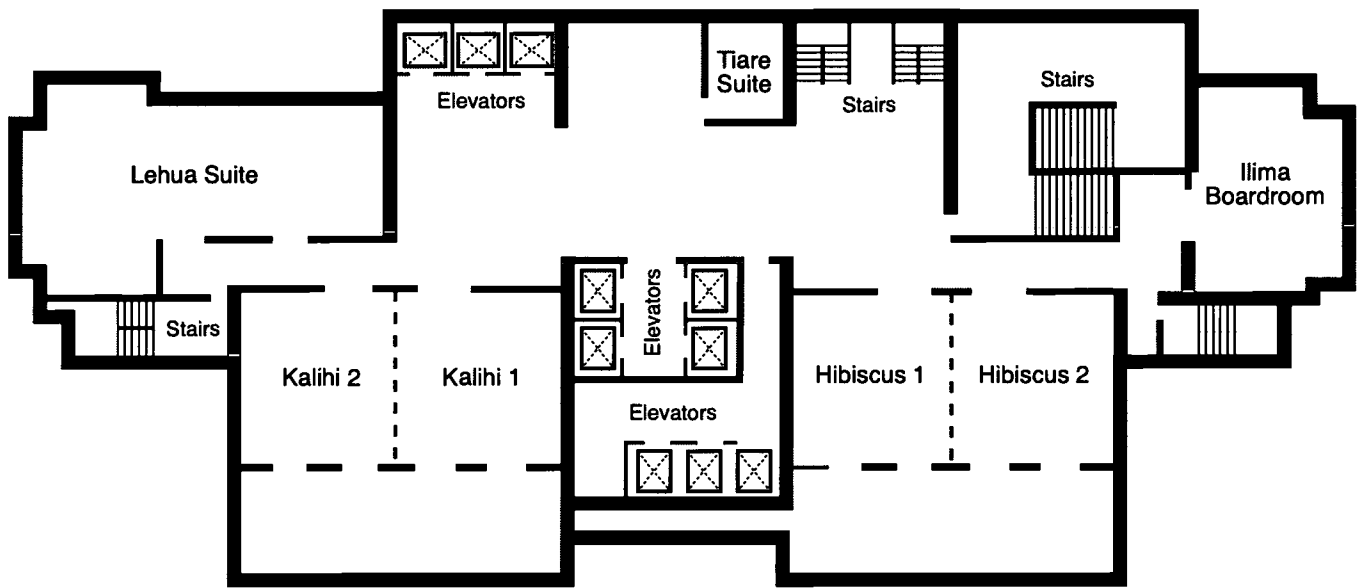 Tiare
Suite
Elevators
Stairs
Stairs
Lehua Suite
Ilima
Boardroom
Elevators
Stairs
Kalihi 2
Kalihi 1
Hibiscus 1
Hibiscus 2
Elevators